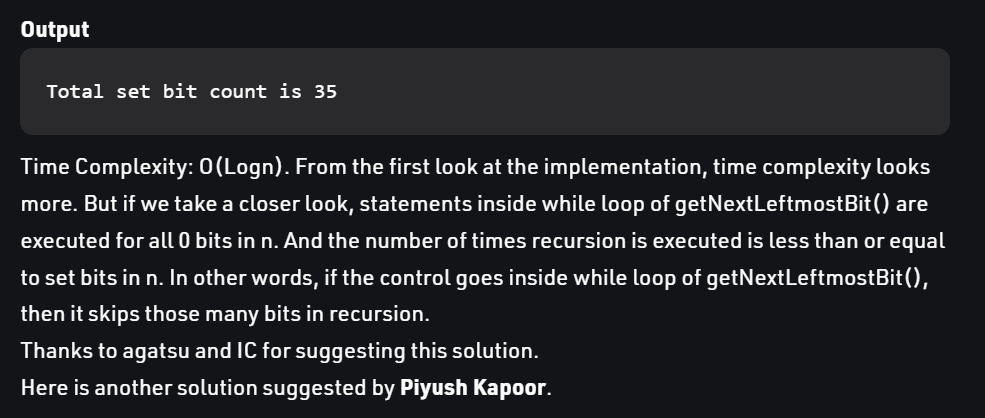 Output
Total set bit count is 35
Time Complexity: O(Logn). From the first look at the implementation, time complexity looks
more. But if we take a closer look, statements inside while loop of getNextLeftmostBit() are
executed for all 0 bits in n. And the number of times recursion is executed is less than or equal
to set bits in n. In other words, if the control goes inside while loop of getNextLeftmostBit(),
then it skips those many bits in recursion.
Thanks to agatsu and IC for suggesting this solution.
Here is another solution suggested by Piyush Kapoor.